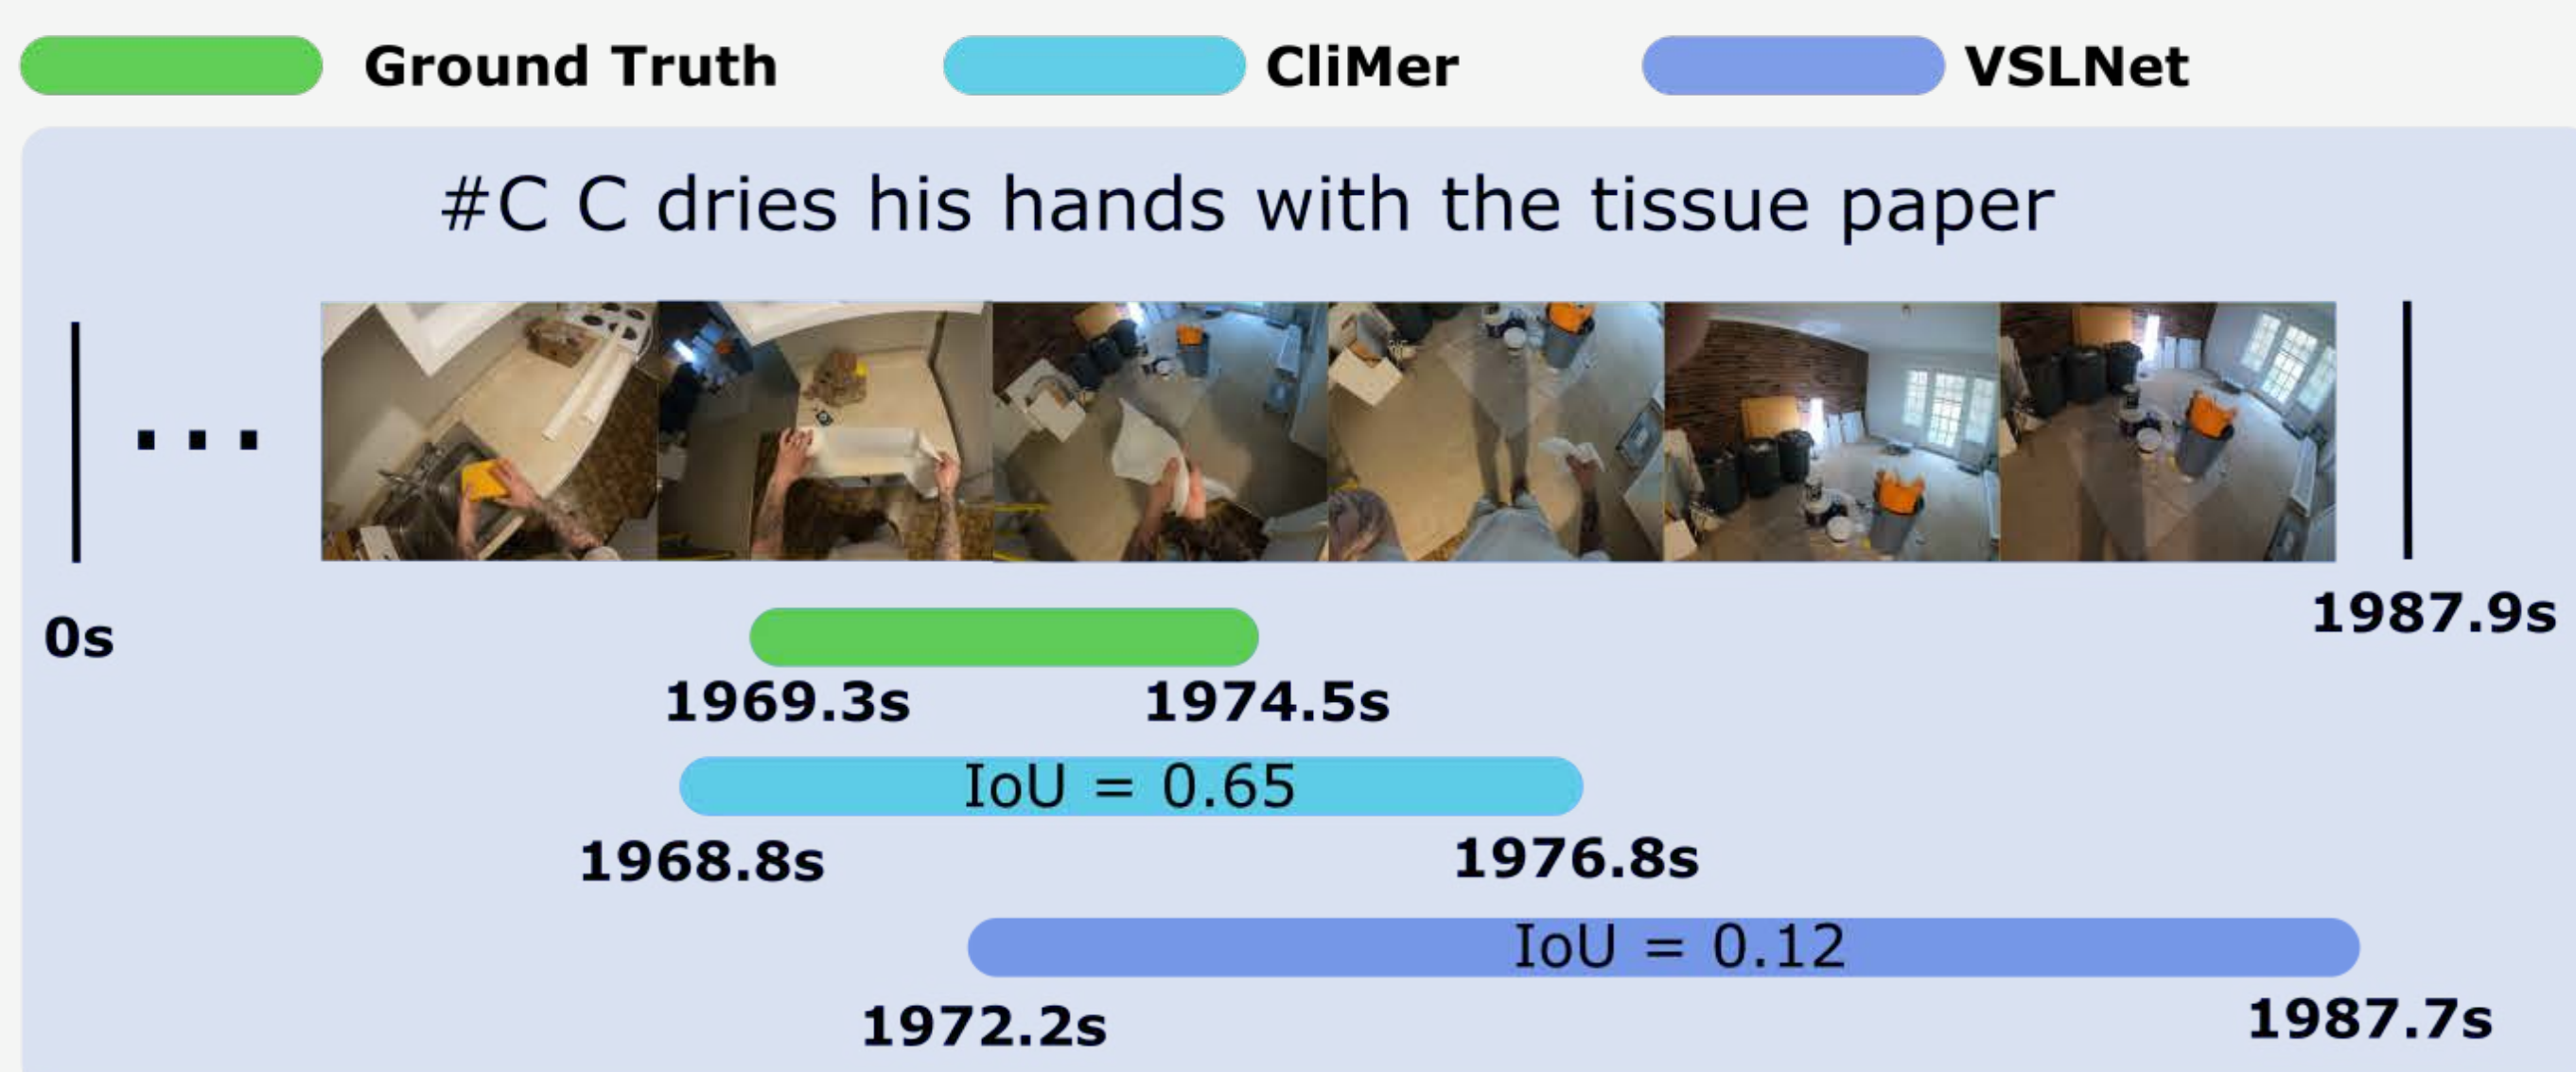 Ground Truth CliMer VSLNet
#C C dries his hands with the tissue paper
...
0s 1987.9s
1969.3s 1974.5s
IoU = 0.65
1968.8s 1976.8s
IoU = 0.12
1972.2s 1987.7s